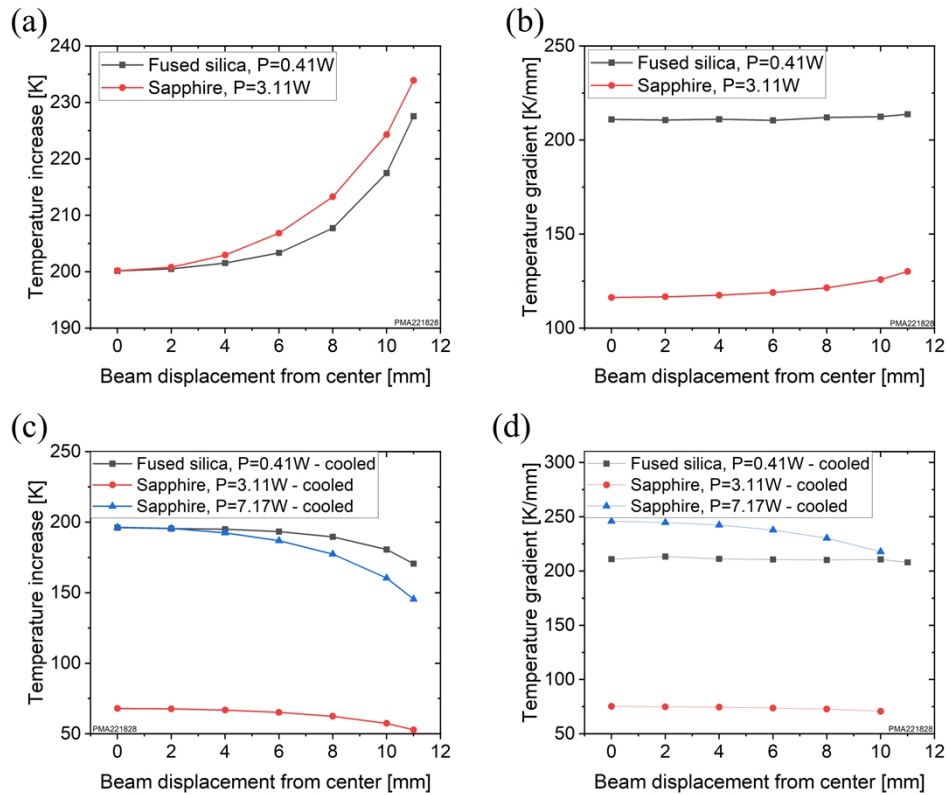 (a)
Temperature increase [K]
240
230
220
210
200
190
Fused silica, P=0.41W
Sapphire, P=3.11W
PMA221828
0 2 4 6 8 10 12
Beam displacement from center [mm]
(b)
Temperature gradient [K/mm]
250
200
150
100
Fused silica, P=0.41W
Sapphire, P=3.11W
PMA221828
0 2 4 6 8 10 12
Beam displacement from center [mm]
(c)
Temperature increase [K]
250
200
150
100
50
Fused silica, P=0.41W - cooled
Sapphire, P=3.11W - cooled
Sapphire, P=7.17W - cooled
PMA221828
0 2 4 6 8 10 12
Beam displacement from center [mm]
(d)
Temperature gradient [K/mm]
300
250
200
150
100
50
Fused silica, P=0.41W - cooled
Sapphire, P=3.11W - cooled
Sapphire, P=7.17W - cooled
PMA221828
0 2 4 6 8 10 12
Beam displacement from center [mm]